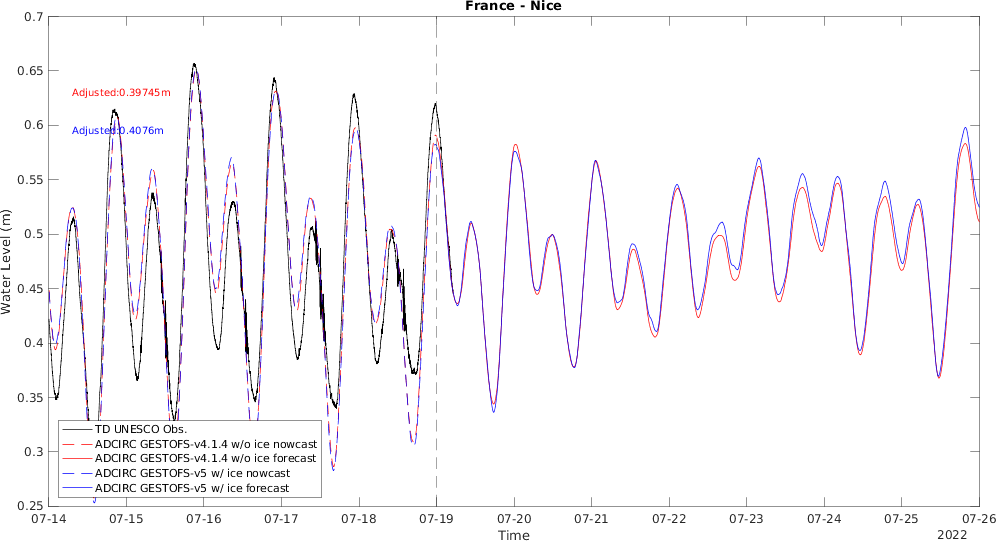 France - Nice
0.7
0.65
0.6
0.55
0.5
0.45
0.4
0.35
0.3
0.25
Water Level (m)
Adjusted:0.39745m
Adjusted:0.4076m
TD UNESCO Obs.
ADCIRC GESTOFS-v4.1.4 w/o ice nowcast
ADCIRC GESTOFS-v4.1.4 w/o ice forecast
ADCIRC GESTOFS-v5 w/ ice nowcast
ADCIRC GESTOFS-v5 w/ ice forecast
07-14 07-15 07-16 07-17 07-18 07-19 07-20 07-21 07-22 07-23 07-24 07-25 07-26
Time
2022